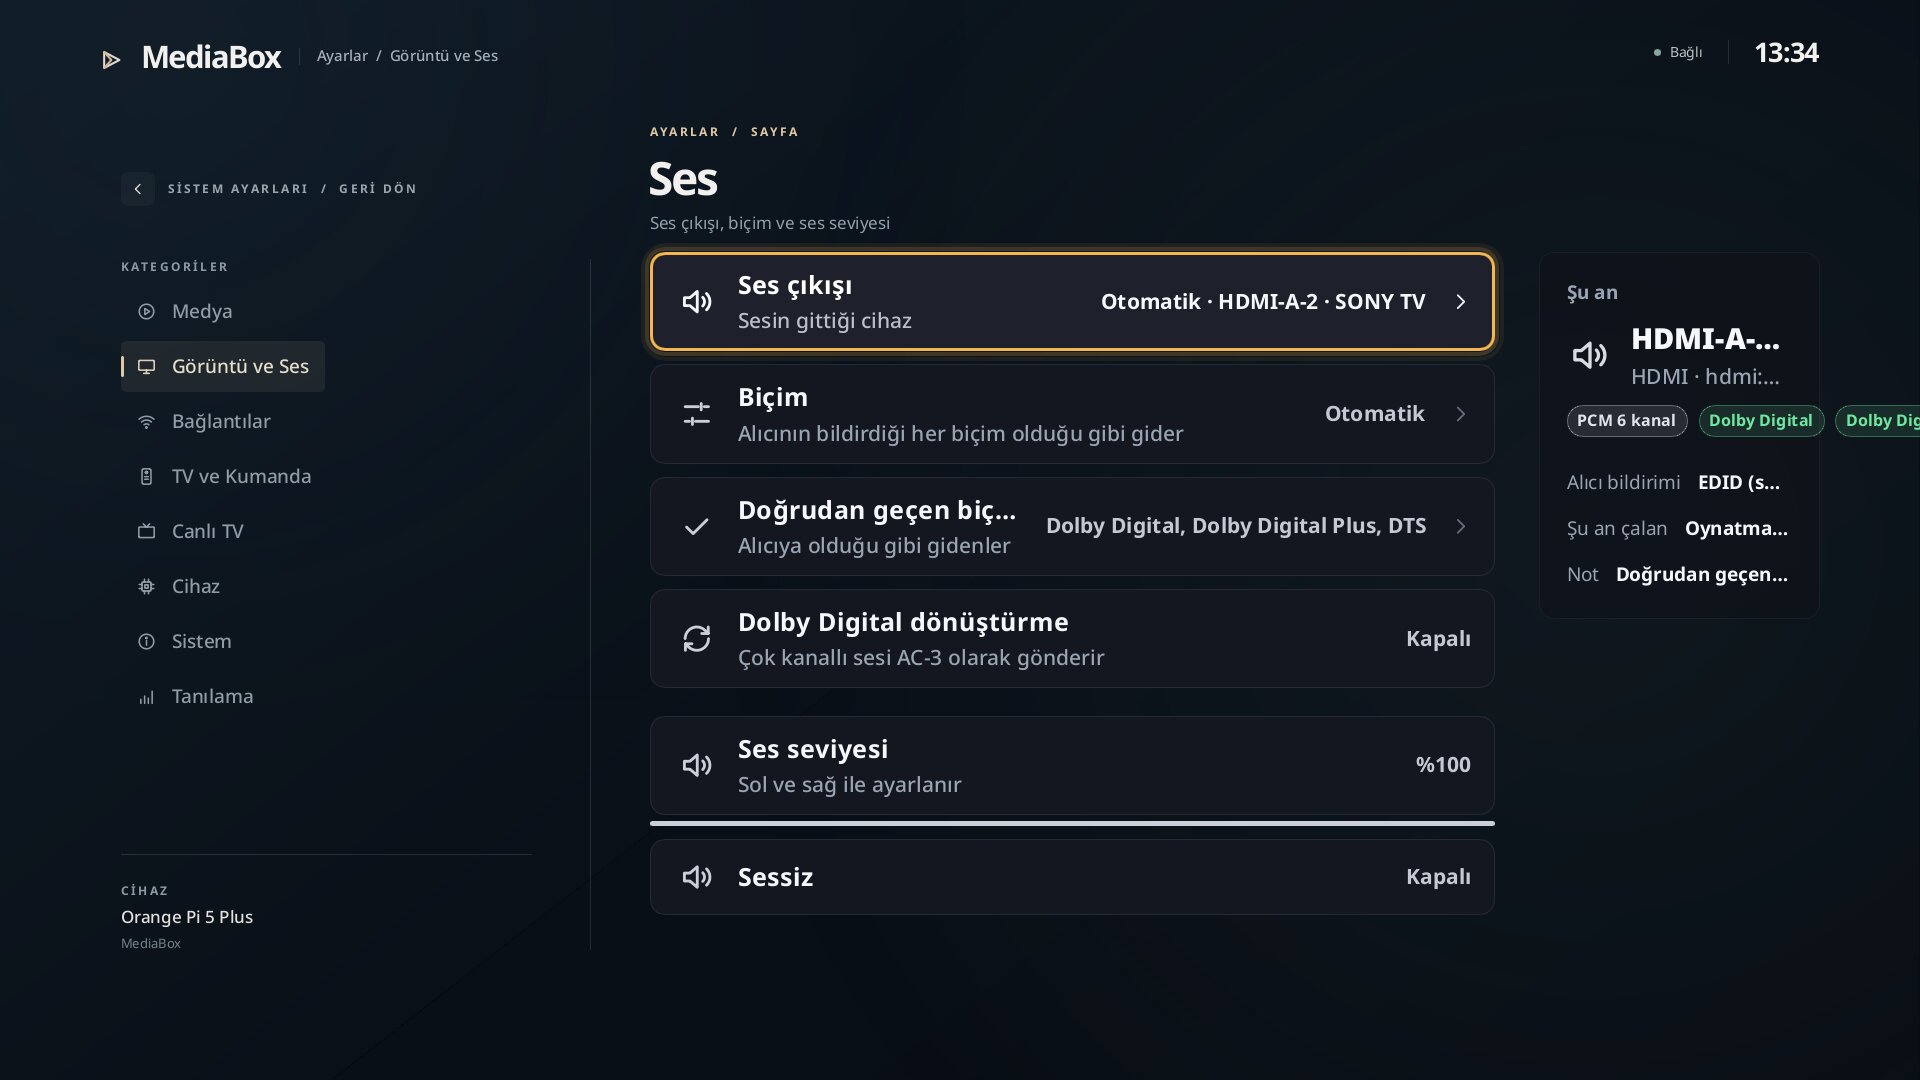 MediaBox
Ayarlar / Görüntü ve Ses
Bağlı
13:34
SİSTEM AYARLARI / GERİ DÖN
KATEGORİLER
Medya
Görüntü ve Ses
Bağlantılar
TV ve Kumanda
Canlı TV
Cihaz
Sistem
Tanılama
CİHAZ
Orange Pi 5 Plus
MediaBox
AYARLAR / SAYFA
Ses
Ses çıkışı, biçim ve ses seviyesi
Ses çıkışı
Sesin gittiği cihaz
Otomatik · HDMI-A-2 · SONY TV
Biçim
Alıcının bildirdiği her biçim olduğu gibi gider
Otomatik
Doğrudan geçen biç...
Alıcıya olduğu gibi gidenler
Dolby Digital, Dolby Digital Plus, DTS
Dolby Digital dönüştürme
Çok kanallı sesi AC-3 olarak gönderir
Kapalı
Ses seviyesi
Sol ve sağ ile ayarlanır
%100
Sessiz
Kapalı
Şu an
HDMI-A-...
HDMI · hdmi:...
PCM 6 kanal
Dolby Digital
Dolby Dig
Alıcı bildirimi EDID (s...
Şu an çalan Oynatma...
Not Doğrudan geçen...